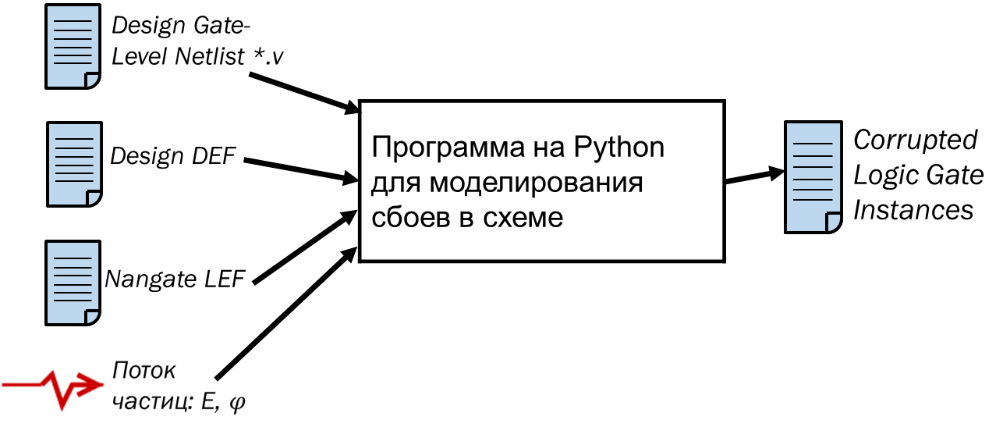 Design Gate-
Level Netlist *.v
Design DEF
Nangate LEF
Поток
частиц: E, φ
Программа на Python
для моделирования
сбоев в схеме
Corrupted
Logic Gate
Instances